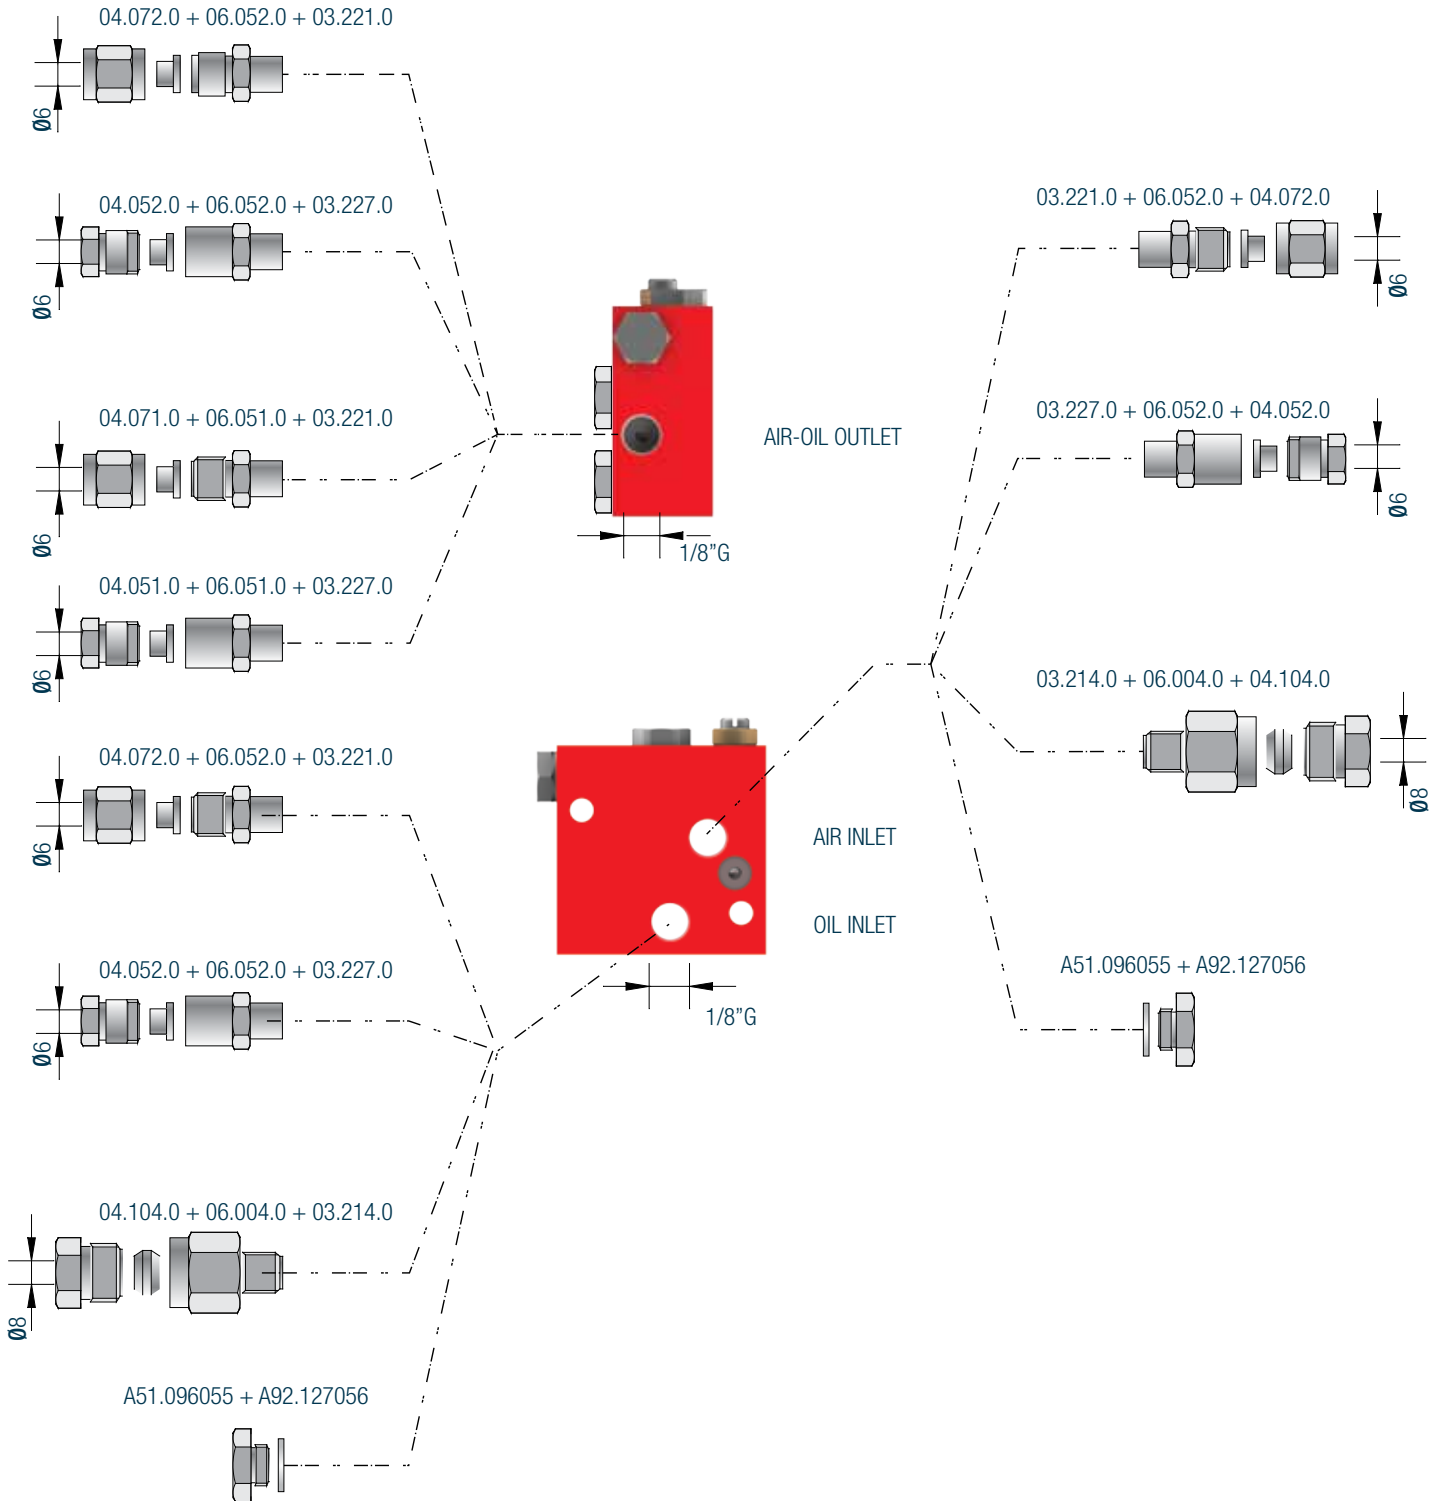 04.072.0 + 06.052.0 + 03.221.0
Ø6
04.052.0 + 06.052.0 + 03.227.0
Ø6
04.071.0 + 06.051.0 + 03.221.0
Ø6
04.051.0 + 06.051.0 + 03.227.0
Ø6
04.072.0 + 06.052.0 + 03.221.0
Ø6
04.052.0 + 06.052.0 + 03.227.0
Ø6
04.104.0 + 06.004.0 + 03.214.0
Ø8
A51.096055 + A92.127056
AIR-OIL OUTLET
1/8”G
AIR INLET
OIL INLET
1/8”G
03.221.0 + 06.052.0 + 04.072.0
Ø6
03.227.0 + 06.052.0 + 04.052.0
Ø6
03.214.0 + 06.004.0 + 04.104.0
Ø8
A51.096055 + A92.127056